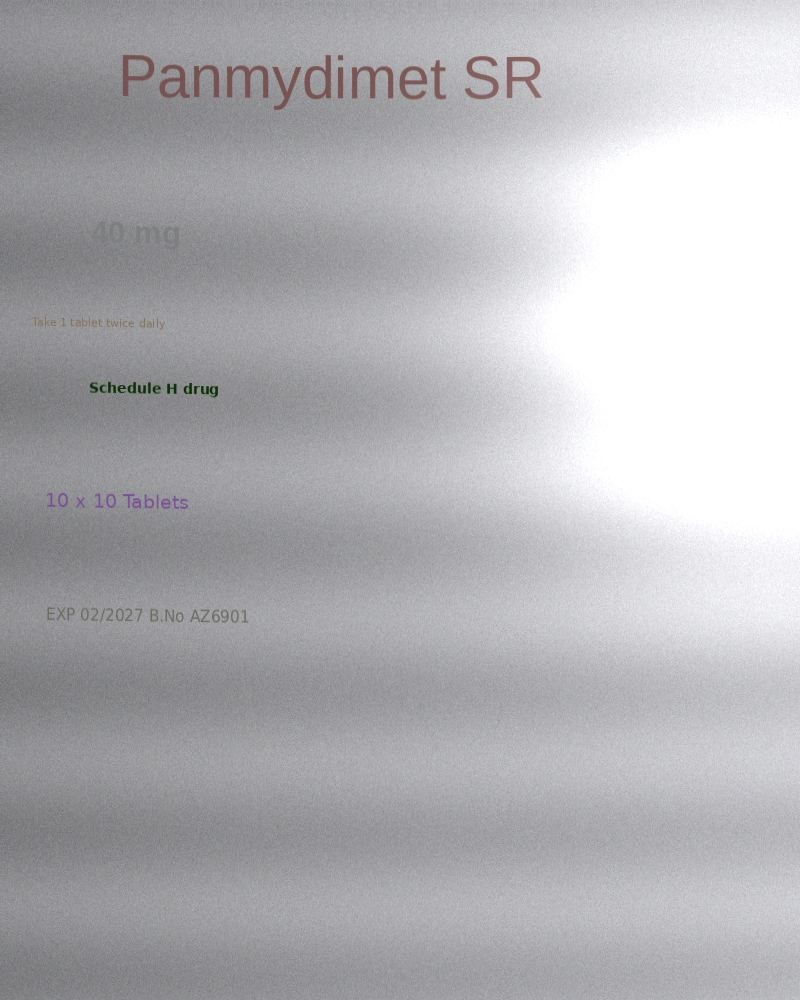 Panmydimet SR
40 mg
Take 1 tablet twice daily
Schedule H drug
10 x 10 Tablets
EXP 02/2027 B.No AZ6901